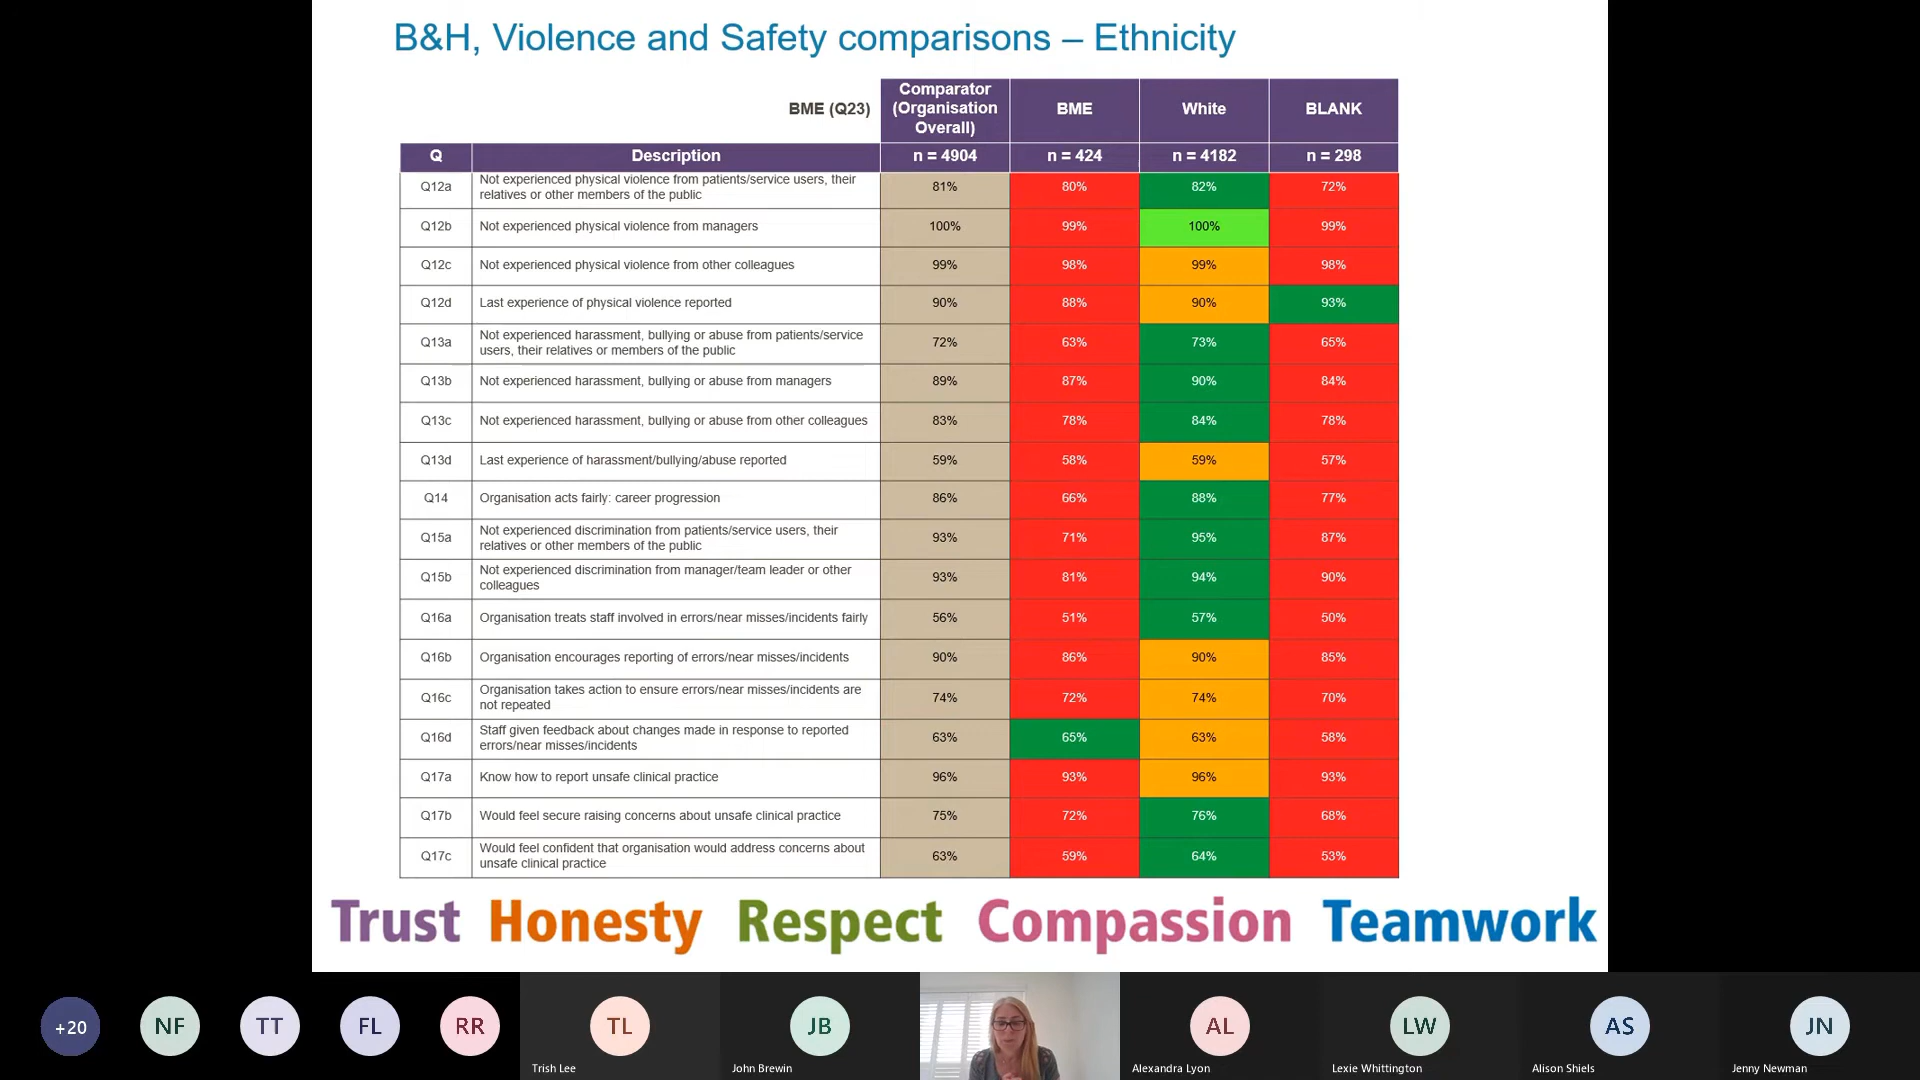 B&H, Violence and Safety comparisons – Ethnicity
BME (Q23)
Comparator
(Organisation
Overall)
BME
White
BLANK
Q Description n = 4904 n = 424 n = 4182 n = 298
Q12a Not experienced physical violence from patients/service users, their
relatives or other members of the public 81% 80% 82% 72%
Q12b Not experienced physical violence from managers 100% 99% 100% 99%
Q12c Not experienced physical violence from other colleagues 99% 98% 99% 98%
Q12d Last experience of physical violence reported 90% 88% 90% 93%
Q13a Not experienced harassment, bullying or abuse from patients/service
users, their relatives or members of the public 72% 63% 73% 65%
Q13b Not experienced harassment, bullying or abuse from managers 89% 87% 90% 84%
Q13c Not experienced harassment, bullying or abuse from other colleagues 83% 78% 84% 78%
Q13d Last experience of harassment/bullying/abuse reported 59% 58% 59% 57%
Q14 Organisation acts fairly: career progression 86% 66% 88% 77%
Q15a Not experienced discrimination from patients/service users, their
relatives or other members of the public 93% 71% 95% 87%
Q15b Not experienced discrimination from manager/team leader or other
colleagues 93% 81% 94% 90%
Q16a Organisation treats staff involved in errors/near misses/incidents fairly 56% 51% 57% 50%
Q16b Organisation encourages reporting of errors/near misses/incidents 90% 86% 90% 85%
Q16c Organisation takes action to ensure errors/near misses/incidents are
not repeated 74% 72% 74% 70%
Q16d Staff given feedback about changes made in response to reported
errors/near misses/incidents 63% 65% 63% 58%
Q17a Know how to report unsafe clinical practice 96% 93% 96% 93%
Q17b Would feel secure raising concerns about unsafe clinical practice 75% 72% 76% 68%
Q17c Would feel confident that organisation would address concerns about
unsafe clinical practice 63% 59% 64% 53%
Trust Honesty Respect Compassion Teamwork
+20 NF TT FL RR TL JB AL LW AS JN
Trish Lee John Brewin Alexandra Lyon Lexie Whittington Alison Shiels Jenny Newman